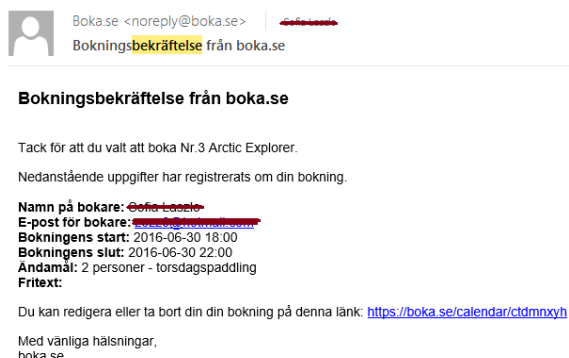 Boka.se <noreply@boka.se>
Bokningsbekräftelse från boka.se
Bokningsbekräftelse från boka.se
Tack för att du valt att boka Nr.3 Arctic Explorer.
Nedanstående uppgifter har registrerats om din bokning.
Namn på bokare:
E-post för bokare:
Bokningens start: 2016-06-30 18:00
Bokningens slut: 2016-06-30 22:00
Ändamål: 2 personer - torsdagspaddling
Fritext:
Du kan redigera eller ta bort din din bokning på denna länk: https://boka.se/calendar/ctdmnxyh
Med vänliga hälsningar,
boka.se